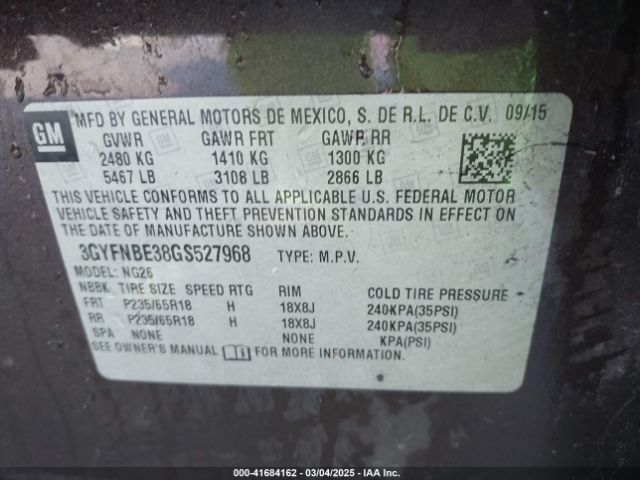 GM
MFD BY GENERAL MOTORS DE MEXICO, S. DE R.L. DE C.V. 09/15
GVWR GAWR FRT GAWR RR
2480 KG 1410 KG 1300 KG
5467 LB 3108 LB 2866 LB
THIS VEHICLE CONFORMS TO ALL APPLICABLE U.S. FEDERAL MOTOR
VEHICLE SAFETY AND THEFT PREVENTION STANDARDS IN EFFECT ON
THE DATE OF MANUFACTURE SHOWN ABOVE.
3GYFNBE38GS527968 TYPE: M.P.V.
MODEL: NG26
NBBK TIRE SIZE SPEED RTG RIM COLD TIRE PRESSURE
FRT P235/65R18 H 18X8J 240KPA(35PSI)
RR P235/65R18 H 18X8J 240KPA(35PSI)
SPA NONE NONE KPA(PSI)
SEE OWNER'S MANUAL FOR MORE INFORMATION.
000-41684162 - 03/04/2025 - IAA Inc.